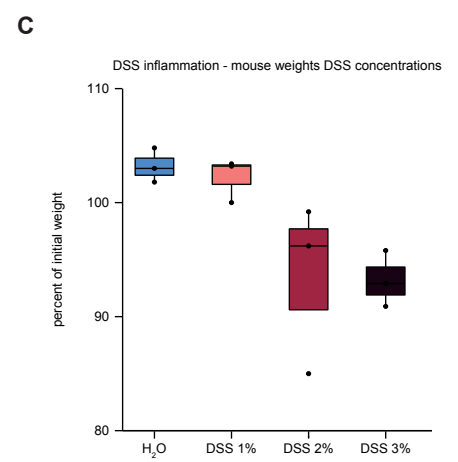 C
DSS inflammation - mouse weights DSS concentrations
percent of initial weight
110
100
90
80
H₂O DSS 1% DSS 2% DSS 3%